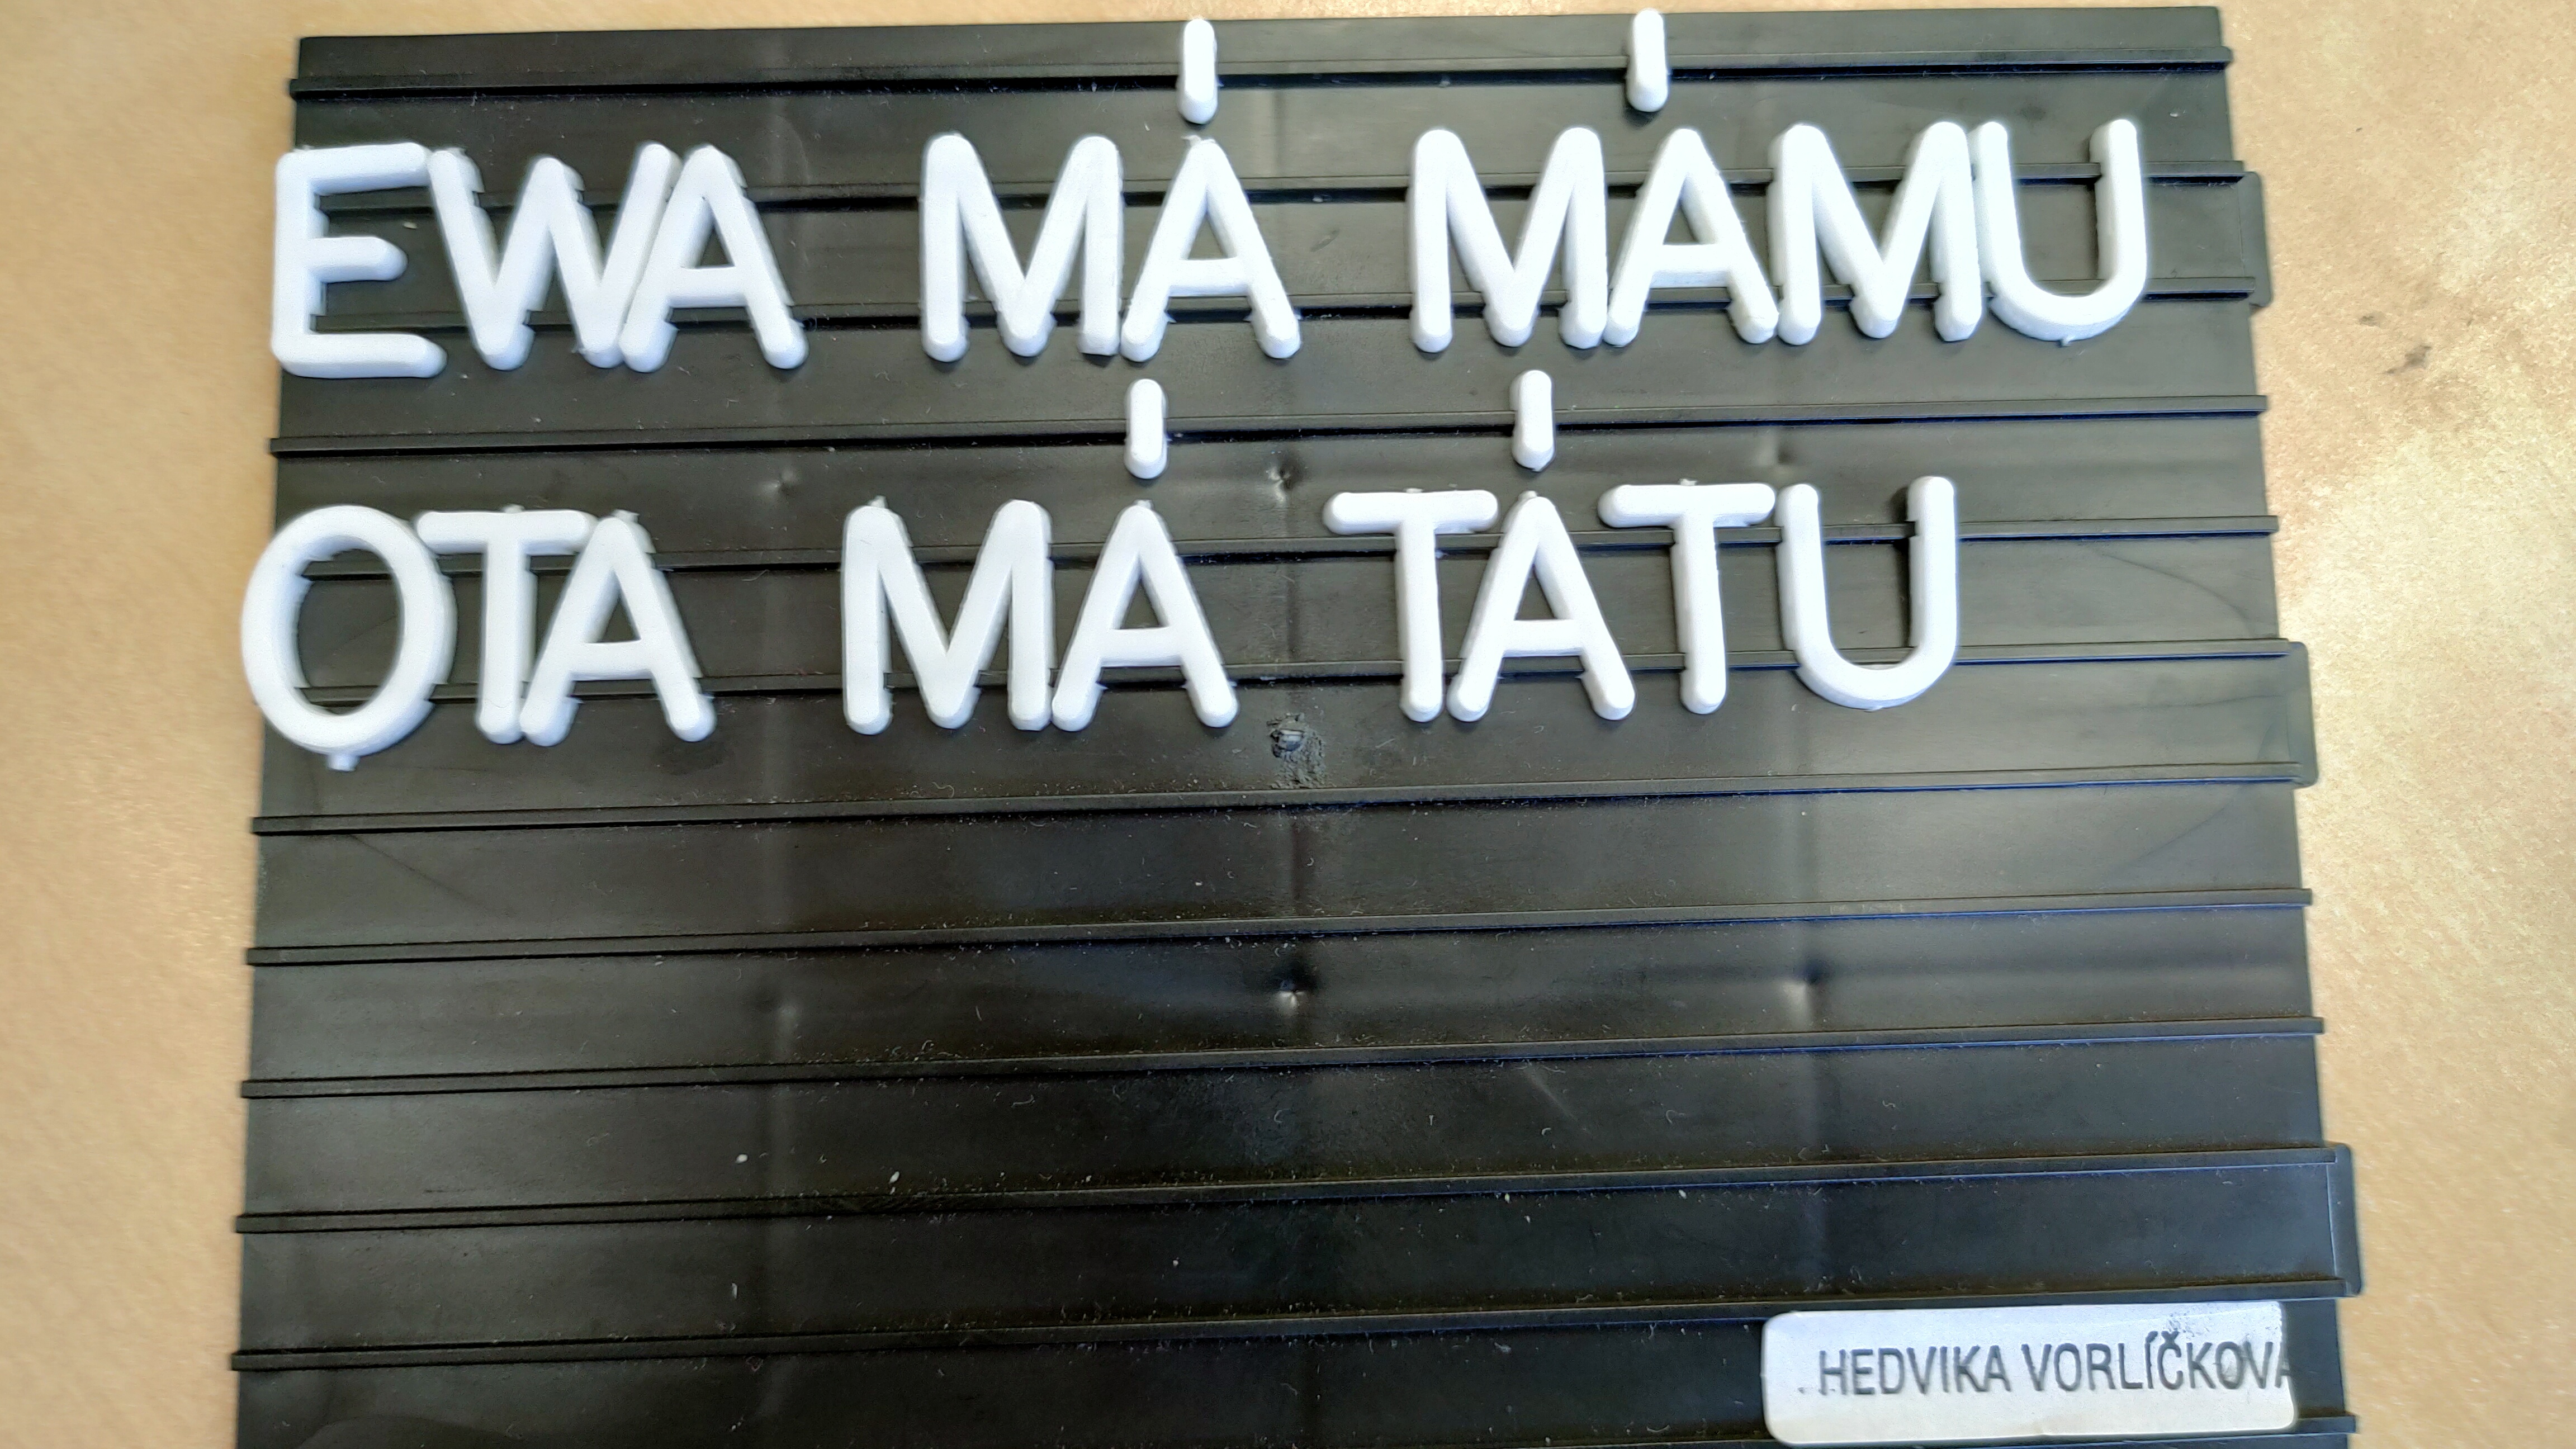 EWA MÁ MÁMU
OTA MÁ TÁTU
HEDVIKA VORLÍČKOVÁ